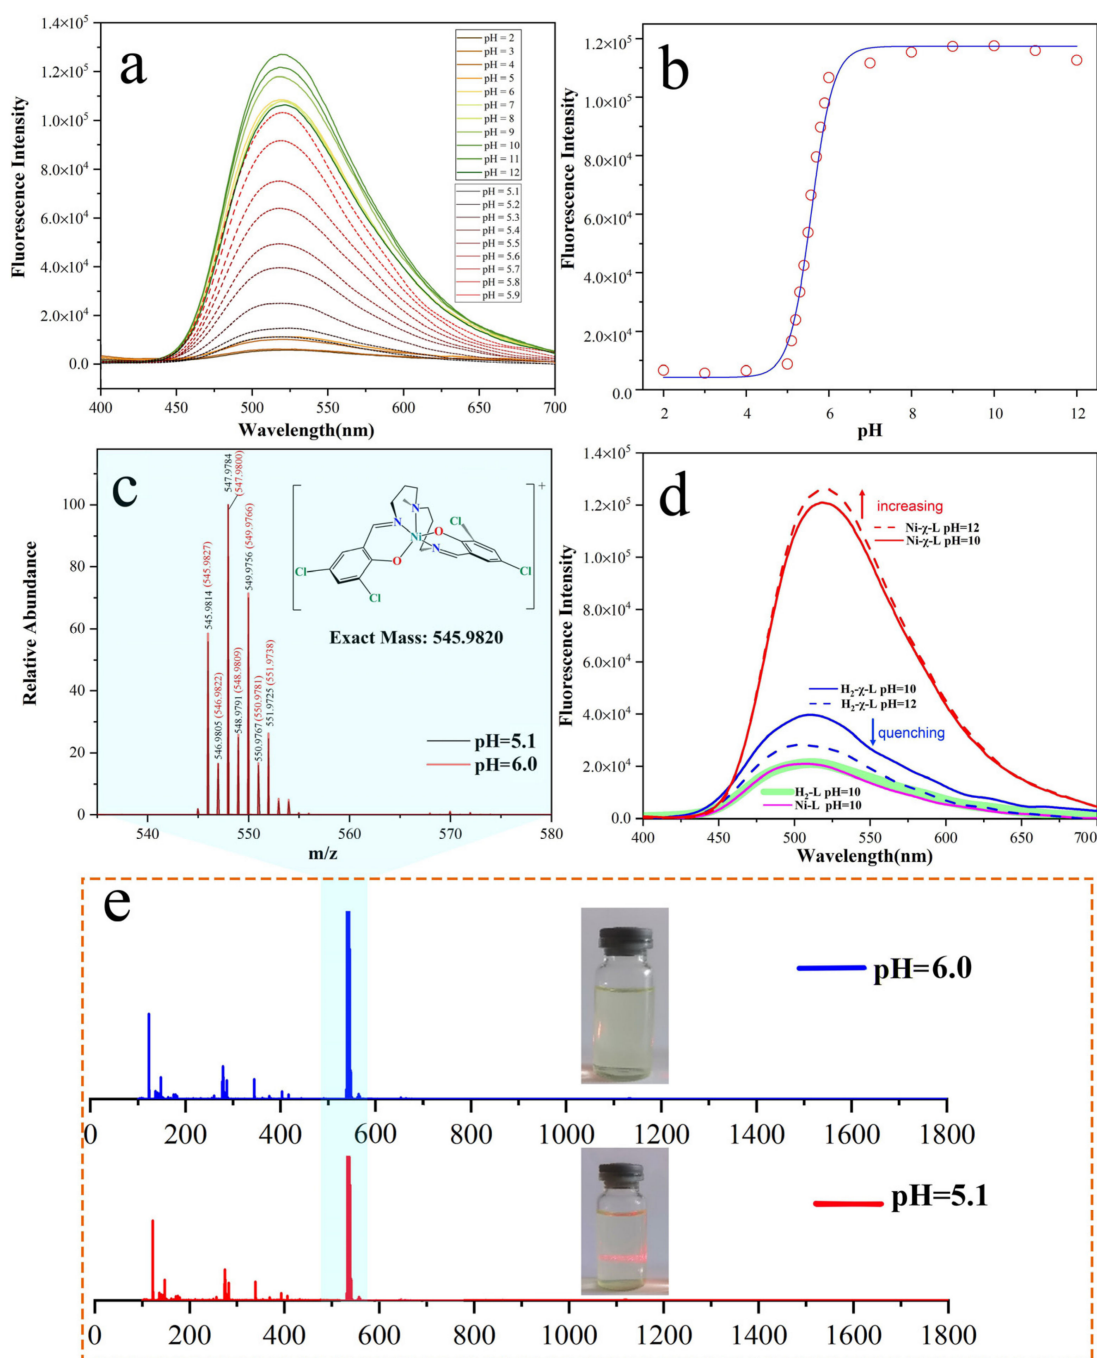 a
1.4×10⁵
1.2×10⁵
1.0×10⁵
8.0×10⁴
6.0×10⁴
4.0×10⁴
2.0×10⁴
0.0
Fluorescence Intensity
400 450 500 550 600 650 700
Wavelength(nm)
pH = 2
pH = 3
pH = 4
pH = 5
pH = 6
pH = 7
pH = 8
pH = 9
pH = 10
pH = 11
pH = 12
pH = 5.1
pH = 5.2
pH = 5.3
pH = 5.4
pH = 5.5
pH = 5.6
pH = 5.7
pH = 5.8
pH = 5.9
b
1.2×10⁵
1.0×10⁵
8.0×10⁴
6.0×10⁴
4.0×10⁴
2.0×10⁴
0.0
Fluorescence Intensity
2 4 6 8 10 12
pH
c
100
80
60
40
20
0
Relative Abundance
545.9814 (545.9827)
546.9805 (546.9822)
547.9784
(547.9800)
548.9791 (548.9809)
549.9756 (549.9766)
550.9767 (550.9781)
551.9725 (551.9738)
+
N
N
Ni
N
O
O
Cl
Cl
Cl
Cl
Exact Mass: 545.9820
pH=5.1
pH=6.0
540 550 560 570 580
m/z
d
1.4×10⁵
1.2×10⁵
1.0×10⁵
8.0×10⁴
6.0×10⁴
4.0×10⁴
2.0×10⁴
0.0
Fluorescence Intensity
increasing
Ni-χ-L pH=12
Ni-χ-L pH=10
H₂-χ-L pH=10
H₂-χ-L pH=12
quenching
H₂-L pH=10
Ni-L pH=10
400 450 500 550 600 650 700
Wavelength(nm)
e
pH=6.0
0 200 400 600 800 1000 1200 1400 1600 1800
pH=5.1
0 200 400 600 800 1000 1200 1400 1600 1800